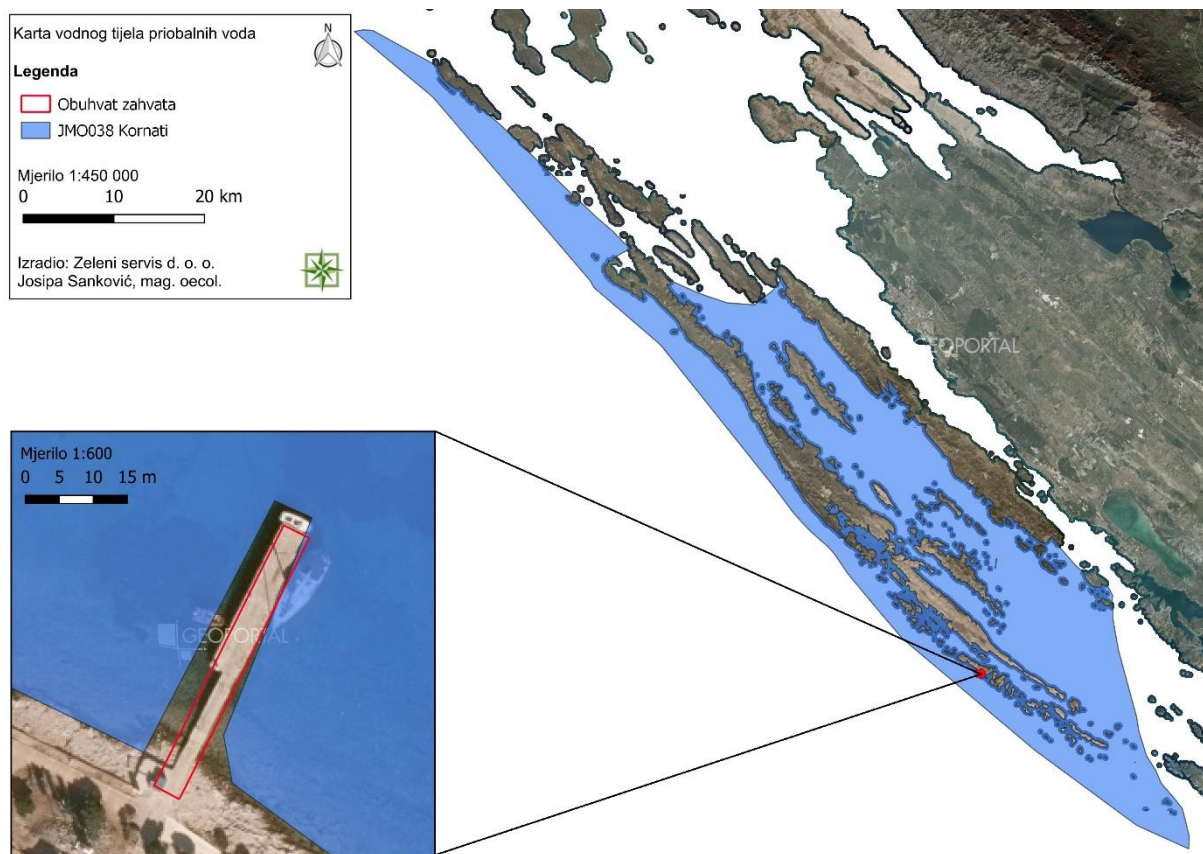 Karta vodnog tijela priobalnih voda
N
Legenda
Obuhvat zahvata
JMO038 Kornati
Mjerilo 1:450 000
0 10 20 km
Izradio: Zeleni servis d. o. o.
Josipa Sanković, mag. oecol.
GEOPORTAL
Mjerilo 1:600
0 5 10 15 m
GEOPORTAL